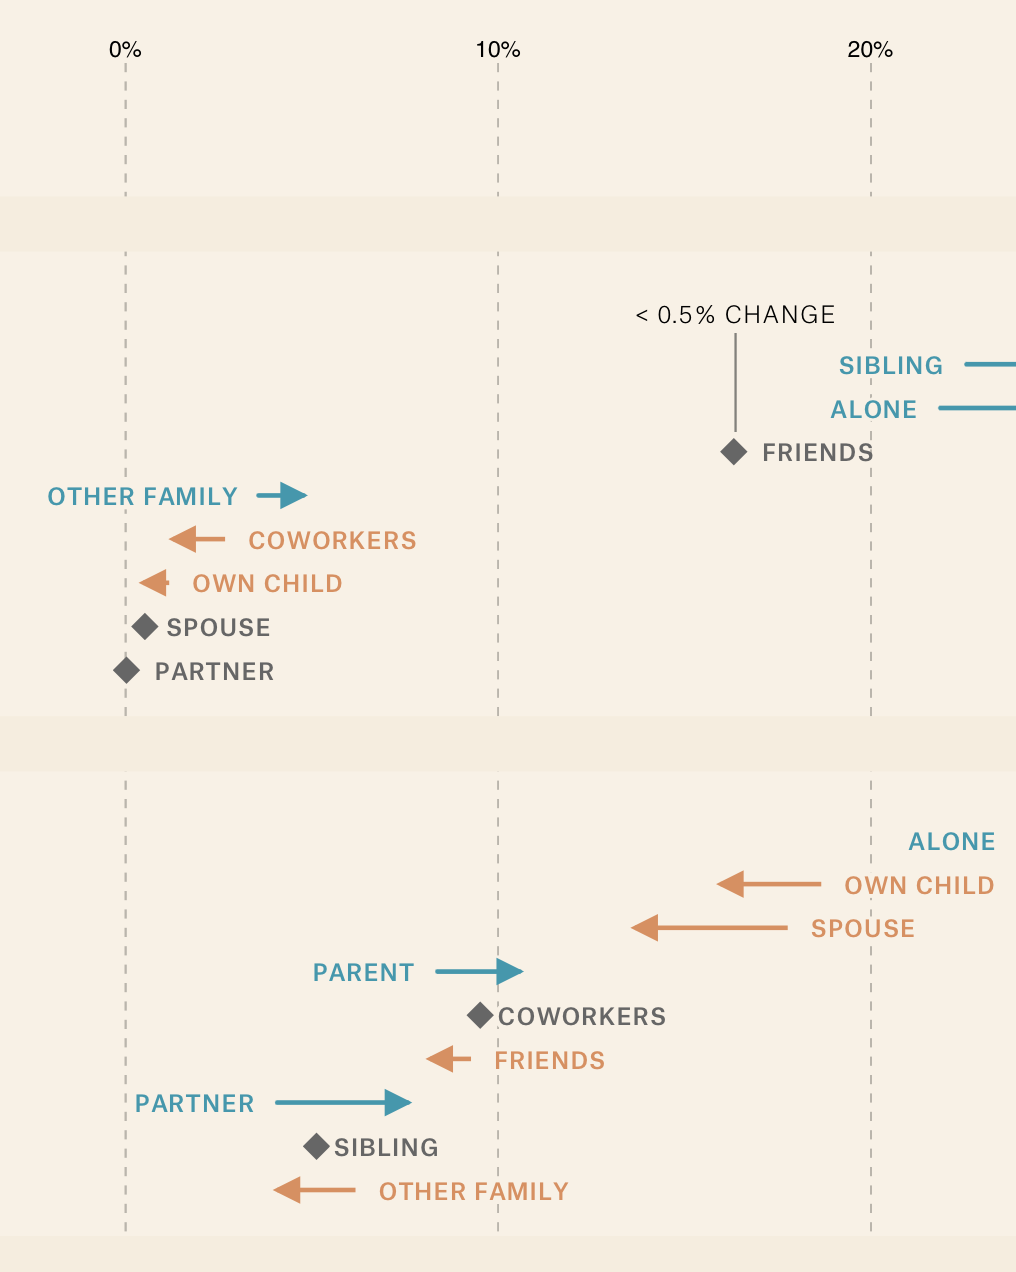 0% 10% 20%
< 0.5% CHANGE
SIBLING
ALONE
FRIENDS
OTHER FAMILY
COWORKERS
OWN CHILD
SPOUSE
PARTNER
ALONE
OWN CHILD
SPOUSE
PARENT
COWORKERS
FRIENDS
PARTNER
SIBLING
OTHER FAMILY